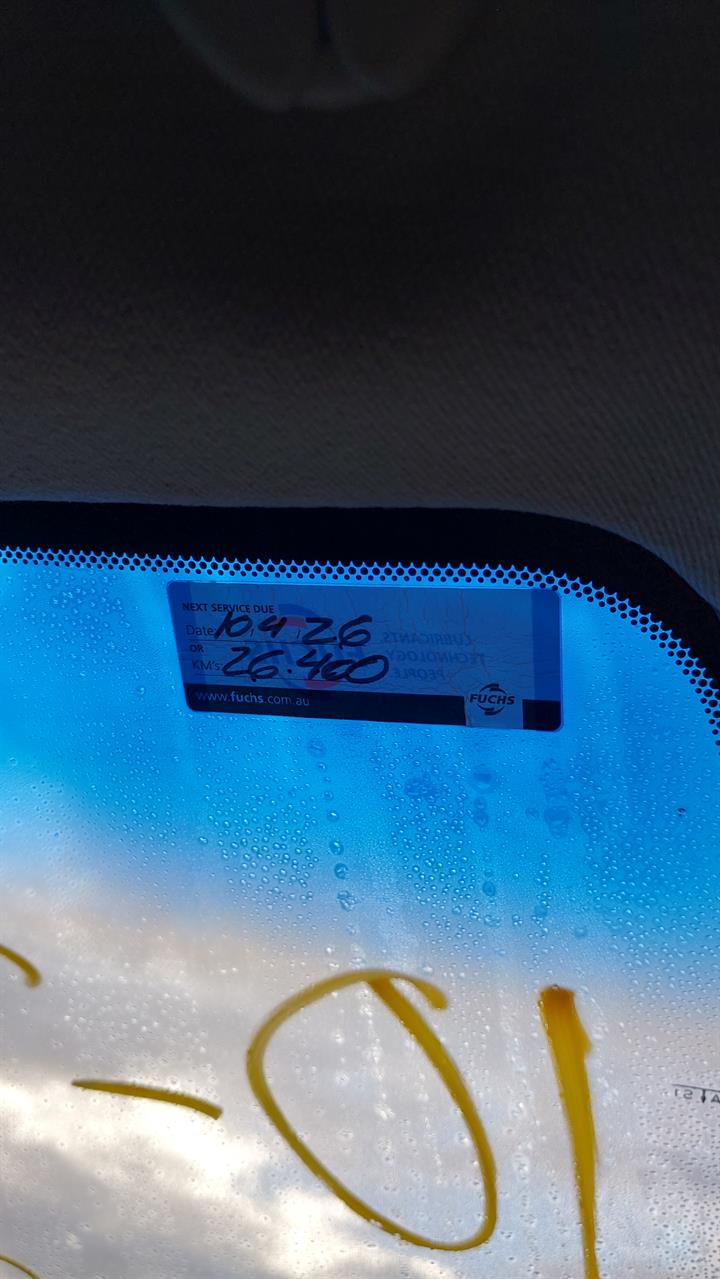 NEXT SERVICE DUE
Date: 10, 4, 26
OR
KM's: 26.400
www.fuchs.com.au
FUCHS
LUBRICANTS.
TECHNOLOGY.
PEOPLE.